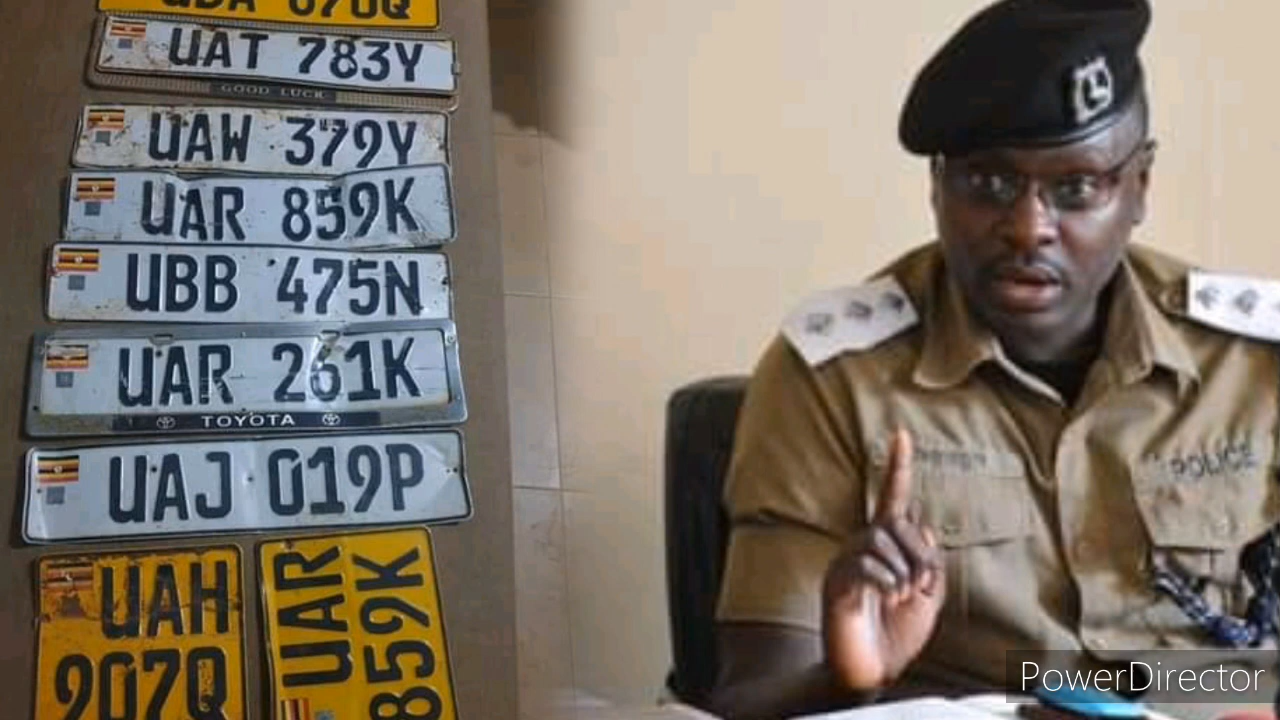 UAT 783Y
GOOD LUCK
UAW 379Y
UAR 859K
UBB 475N
UAR 261K
TOYOTA
UAJ 019P
UAH
907Q
UAR
859K
POLICE
PowerDirector